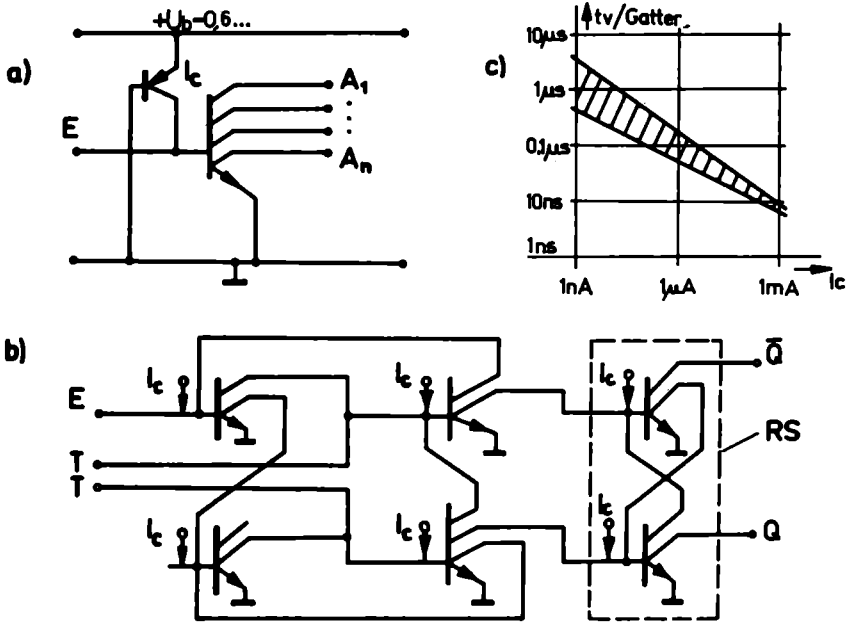 a)
+U_b-0,6...
I_c
E
A_1
:
A_n
c)
tv/Gatter
10µs
1µs
0,1µs
10ns
1ns
1nA
1µA
1mA
I_c
b)
E
I_c
I_c
I_c
Q̅
RS
T
T
I_c
I_c
I_c
Q